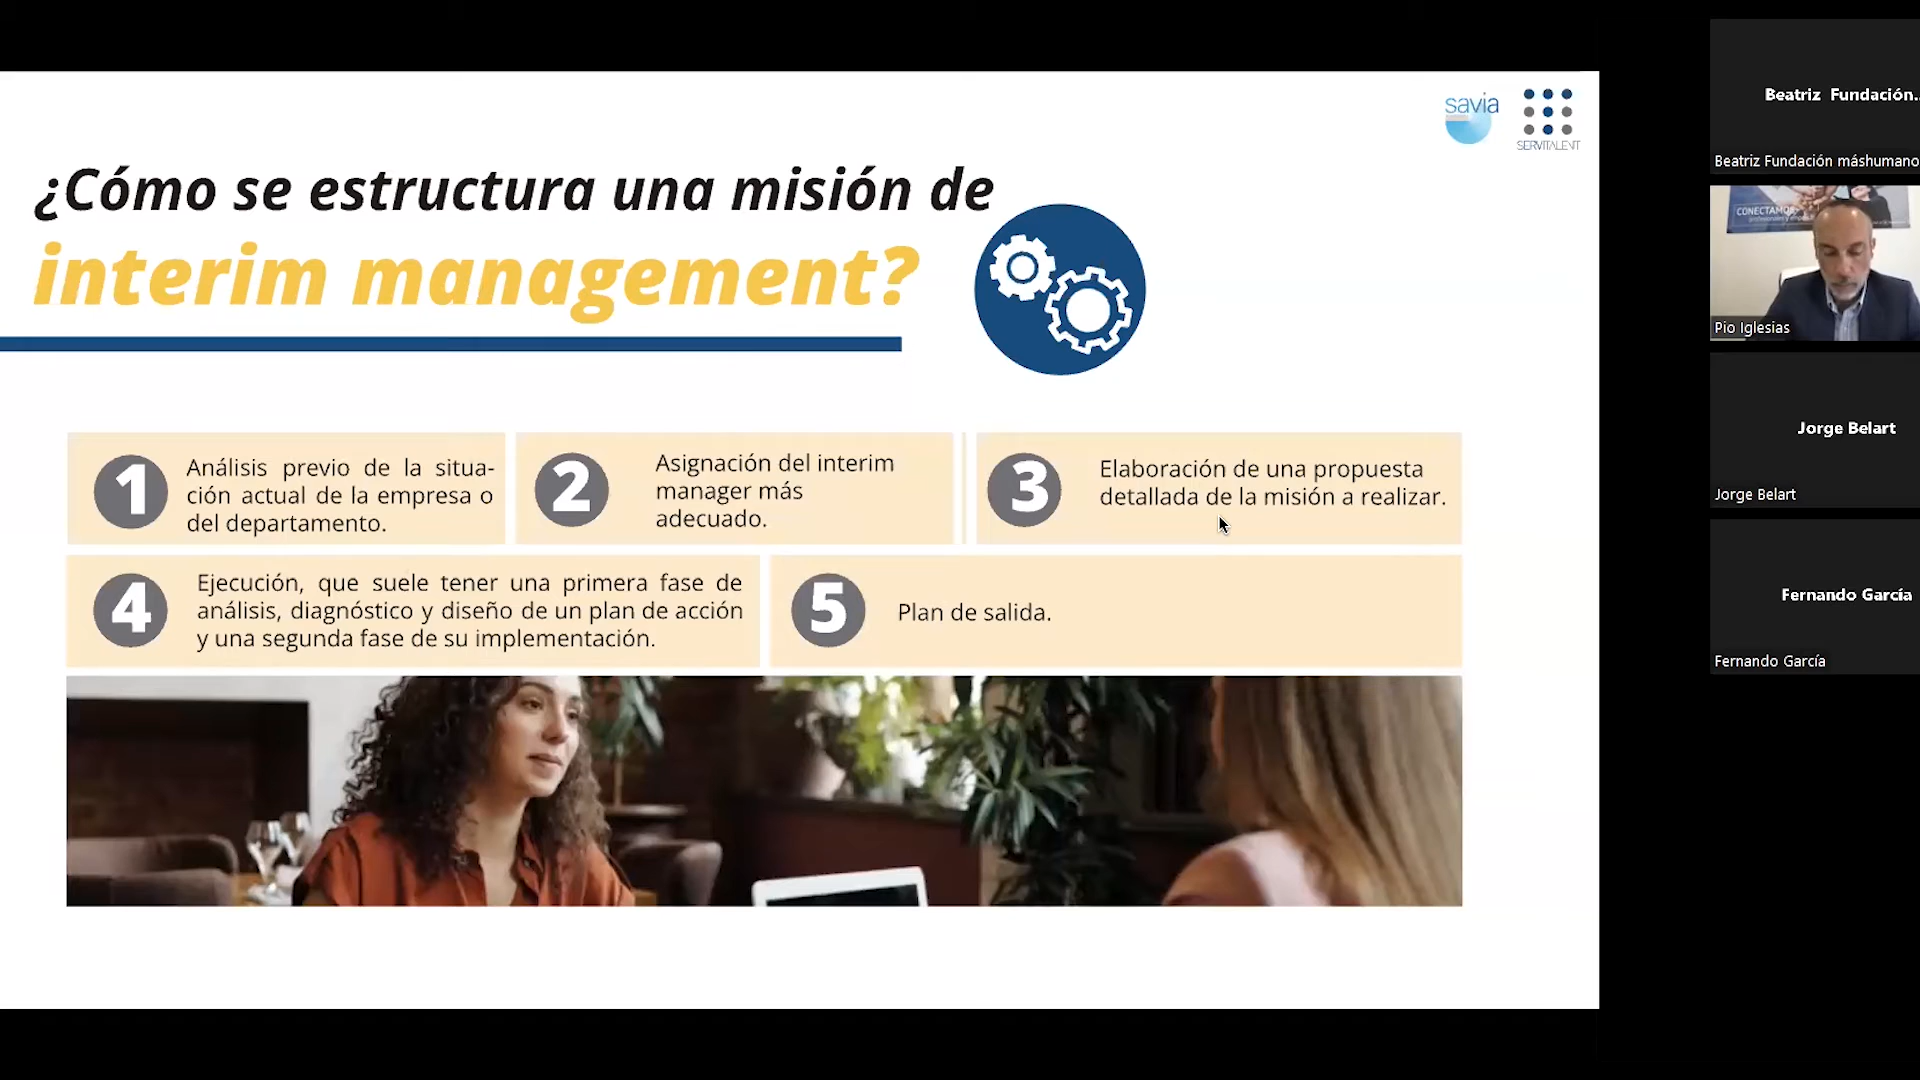 savia
SERVITALENT
¿Cómo se estructura una misión de
interim management?
1
Análisis previo de la situa-
ción actual de la empresa o
del departamento.
2
Asignación del interim
manager más
adecuado.
3
Elaboración de una propuesta
detallada de la misión a realizar.
4
Ejecución, que suele tener una primera fase de
análisis, diagnóstico y diseño de un plan de acción
y una segunda fase de su implementación.
5
Plan de salida.
Beatriz Fundación...
Beatriz Fundación máshumano
CONECTAMOS
Pio Iglesias
Jorge Belart
Jorge Belart
Fernando García
Fernando García